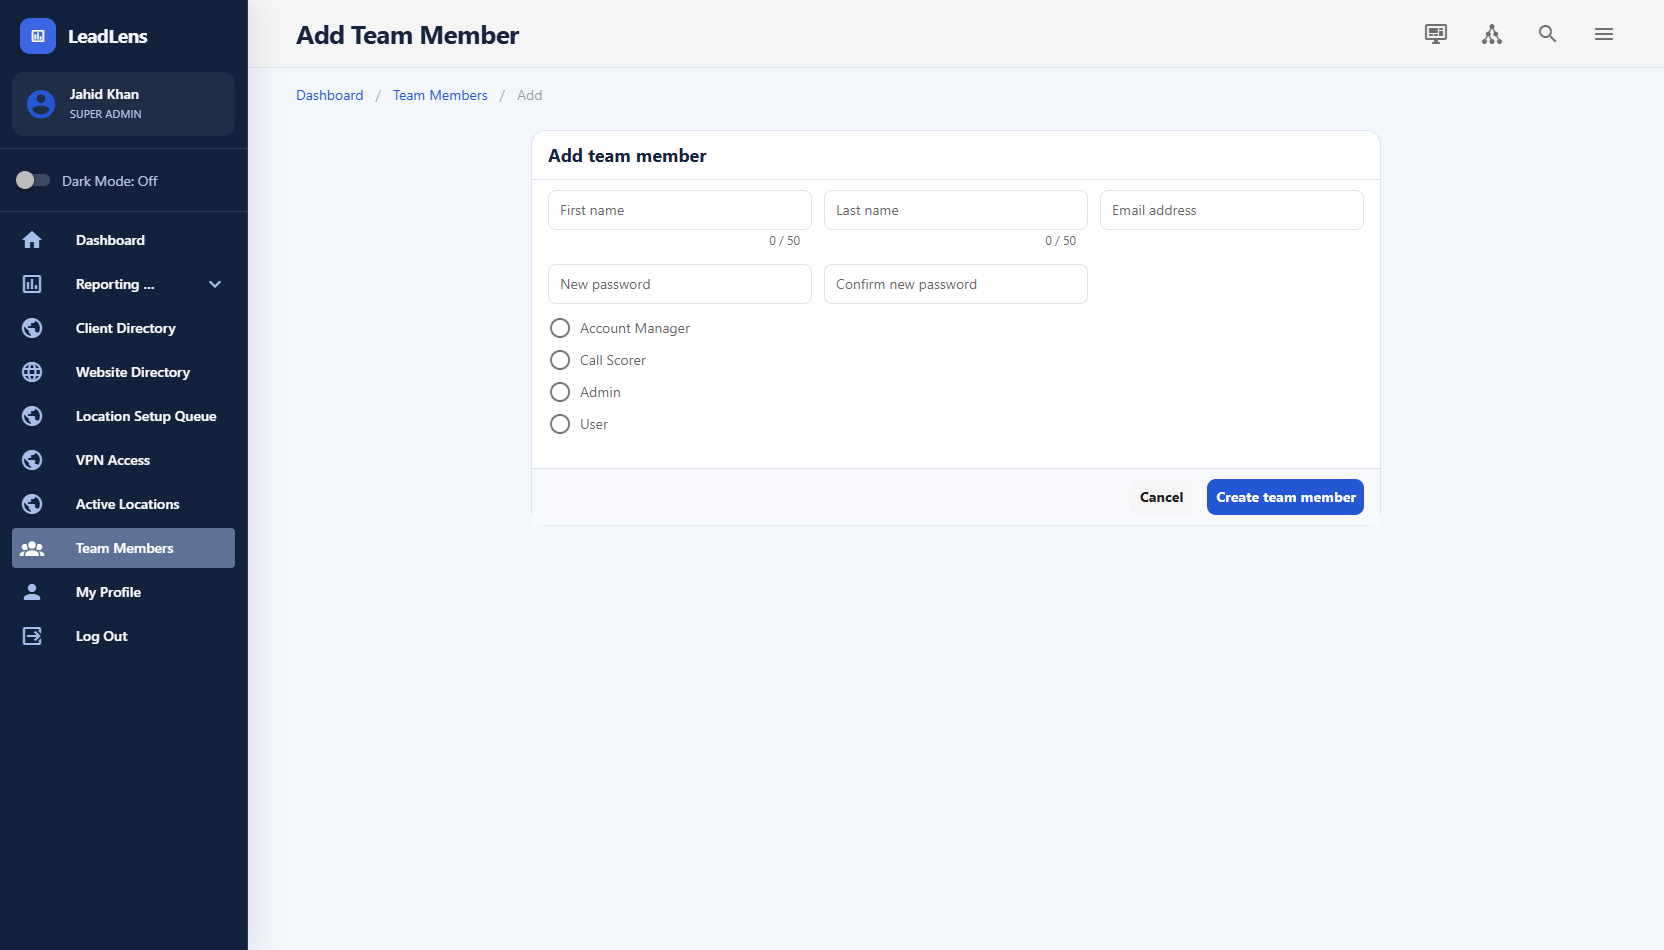 LeadLens
Jahid Khan
SUPER ADMIN
Dark Mode: Off
Dashboard
Reporting ...
Client Directory
Website Directory
Location Setup Queue
VPN Access
Active Locations
Team Members
My Profile
Log Out
Add Team Member
Dashboard / Team Members / Add
Add team member
First name
Last name
Email address
0 / 50
0 / 50
New password
Confirm new password
Account Manager
Call Scorer
Admin
User
Cancel
Create team member